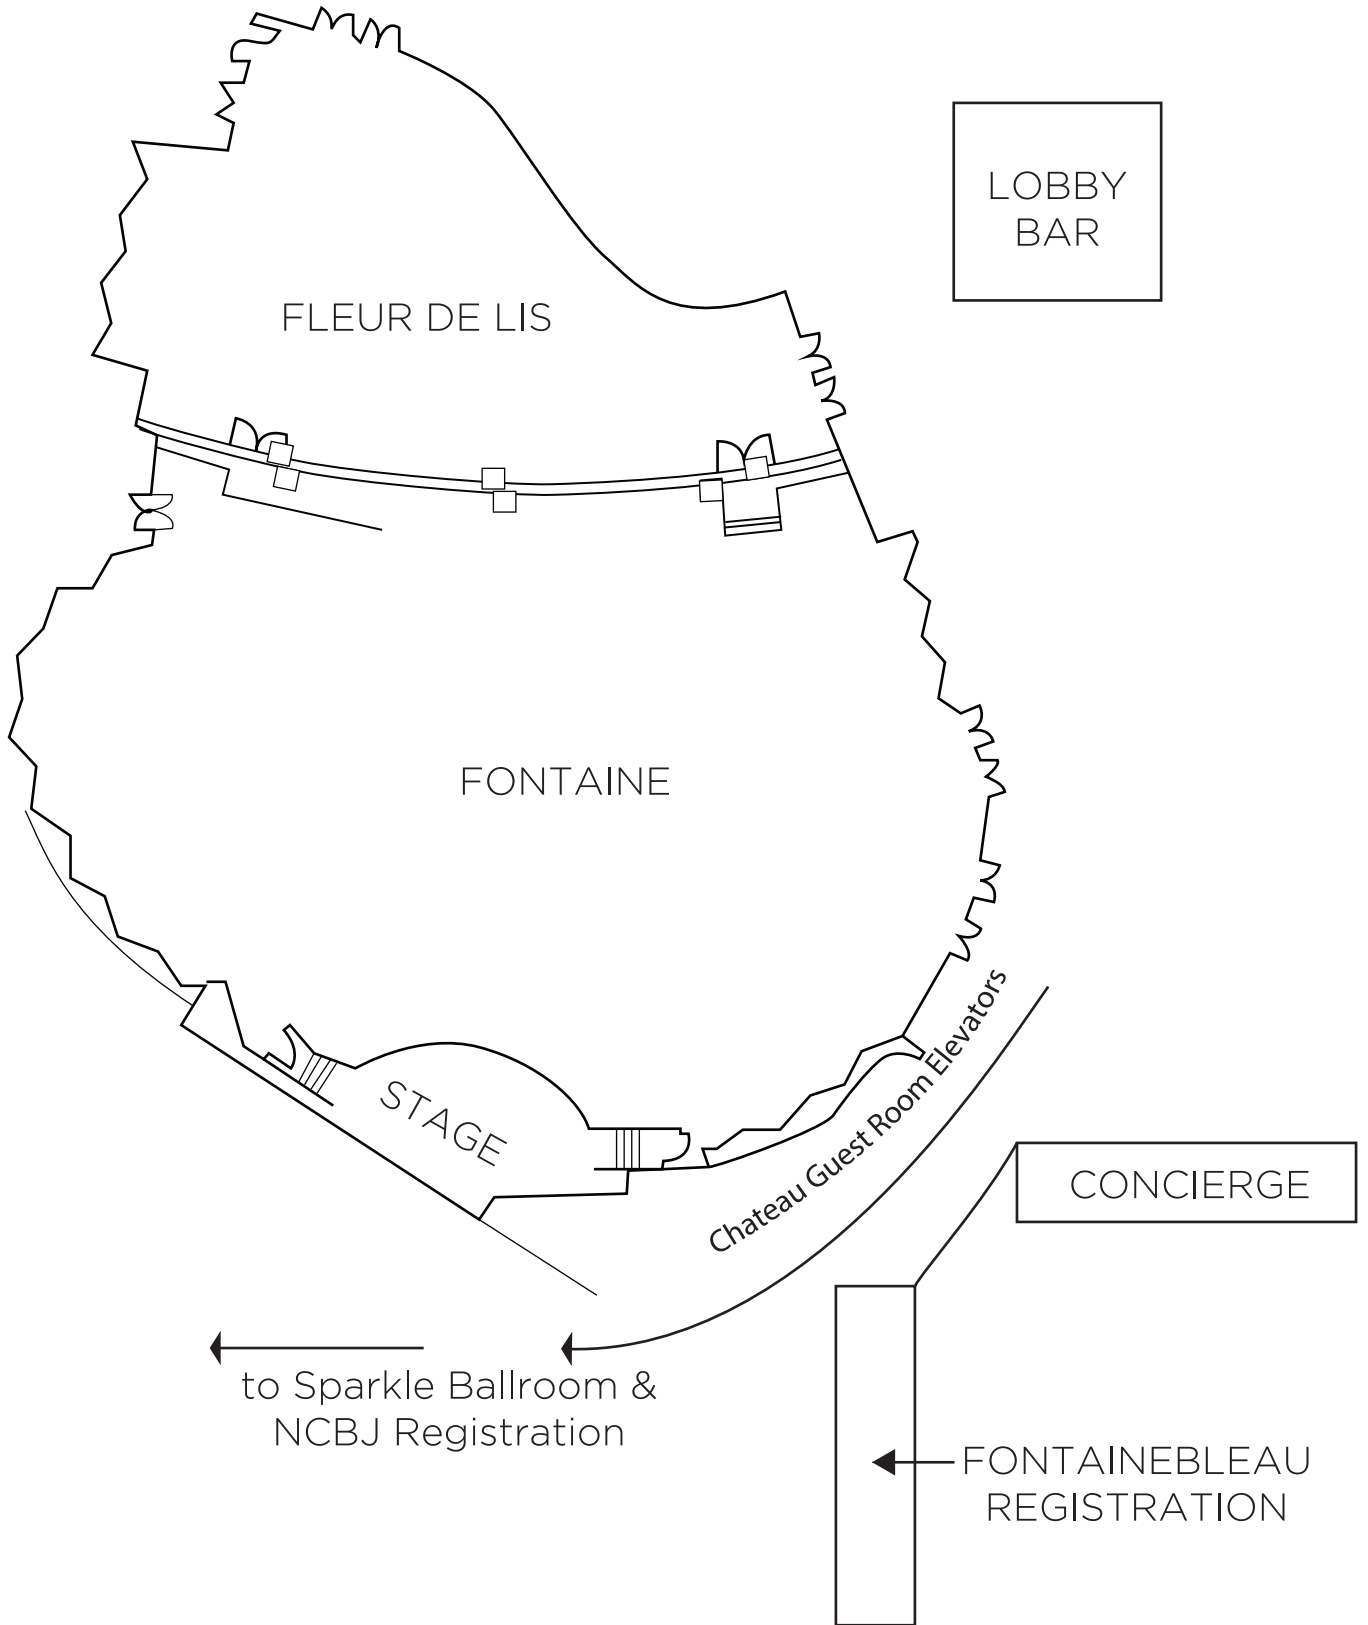 LOBBY
BAR
FLEUR DE LIS
FONTAINE
STAGE
Chateau Guest Room Elevators
CONCIERGE
to Sparkle Ballroom &
NCBJ Registration
FONTAINEBLEAU
REGISTRATION